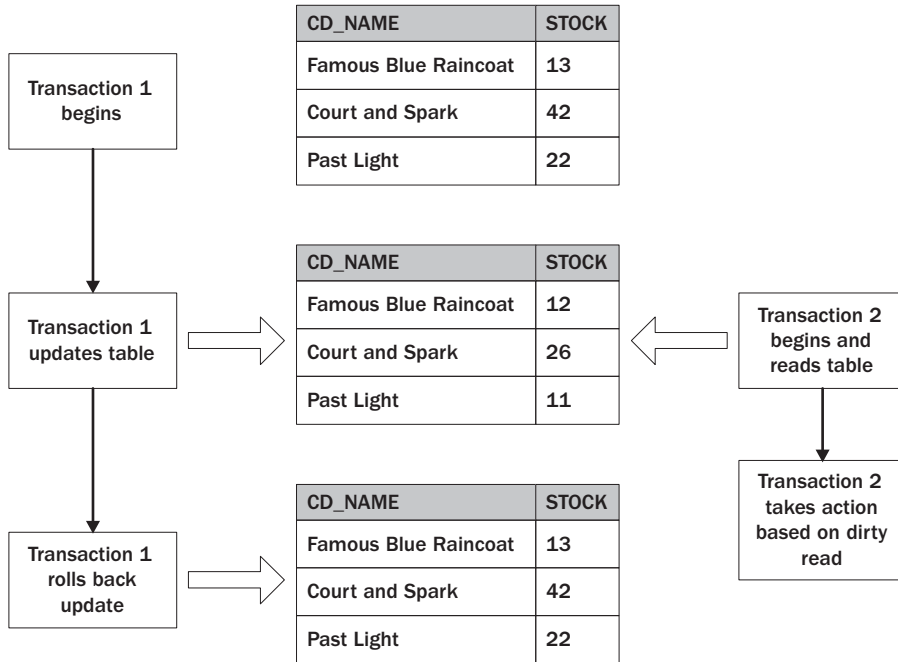 CD_NAME STOCK
Famous Blue Raincoat 13
Court and Spark 42
Past Light 22
Transaction 1
begins
CD_NAME STOCK
Famous Blue Raincoat 12
Court and Spark 26
Past Light 11
Transaction 1
updates table
Transaction 2
begins and
reads table
Transaction 2
takes action
based on dirty
read
CD_NAME STOCK
Famous Blue Raincoat 13
Court and Spark 42
Past Light 22
Transaction 1
rolls back
update